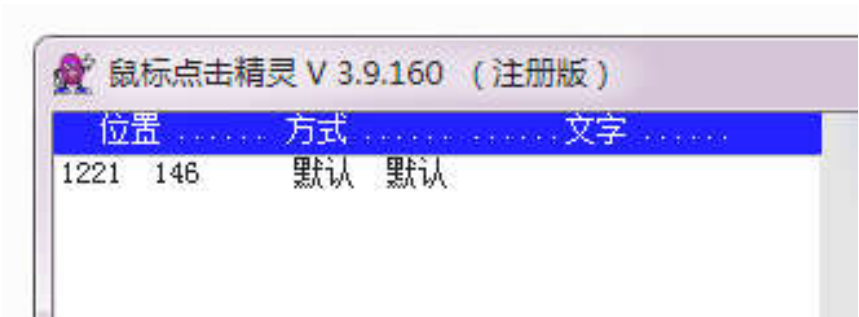 鼠标点击精灵 V 3.9.160 （注册版）
位置 ...... 方式 ...... ......文字 ......
1221 146 默认 默认